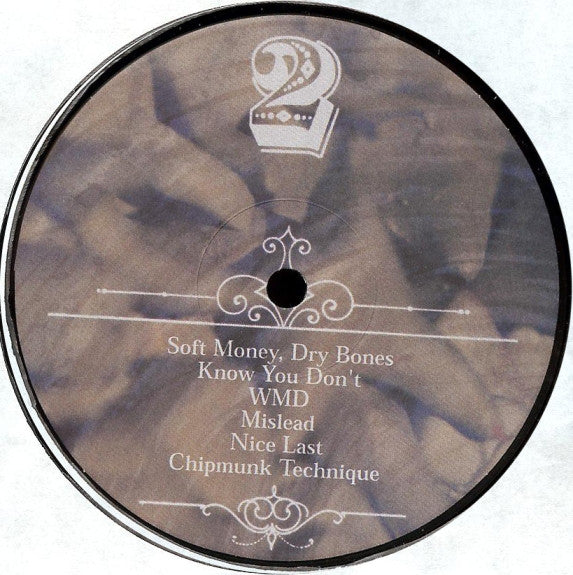 2
Soft Money, Dry Bones
Know You Don't
WMD
Mislead
Nice Last
Chipmunk Technique